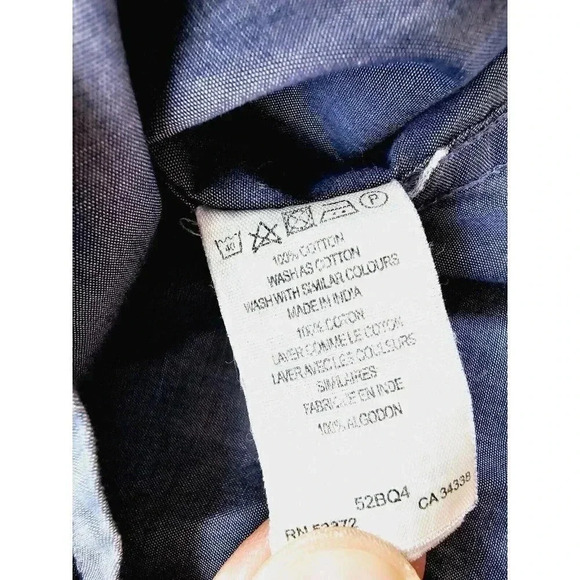 40
P
100% COTTON
WASH AS COTTON
WASH WITH SIMILAR COLOURS
MADE IN INDIA
100% COTON
LAVER COMME LE COTON
LAVER AVEC LES COULEURS
SIMILAIRES
FABRIQUE EN INDE
100% ALGODON
52BQ4
RN CA 34338